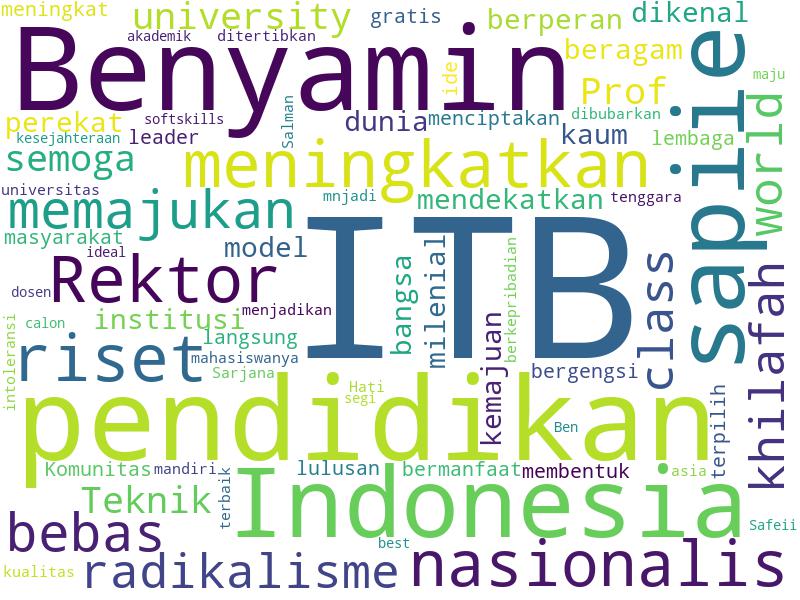 meningkat
university
gratis
berperan
dikenal
akademik
ditertibkan
Benyamin
ide
beragam
Prof
sapiie
maju
perekat
softskills
Salman
dunia
menciptakan
dibubarkan
kesejahteraan
leader
kaum
lembaga
world
semoga
meningkatkan
universitas
memajukan
mnjadi
mendekatkan
tenggara
masyarakat
model
ITB
ideal
Rektor
bangsa
milenial
berkepribadian
class
khilafah
dosen
menjadikan
intoleransi
calon
institusi
langsung
kemajuan
riset
mahasiswanya
Sarjana
bergengsi
Hati
segi
pendidikan
terpilih
Ben
Komunitas
mandiri
lulusan
bermanfaat
membentuk
asia
Teknik
terbaik
Indonesia
bebas
Safeii
best
kualitas
radikalisme
nasionalis